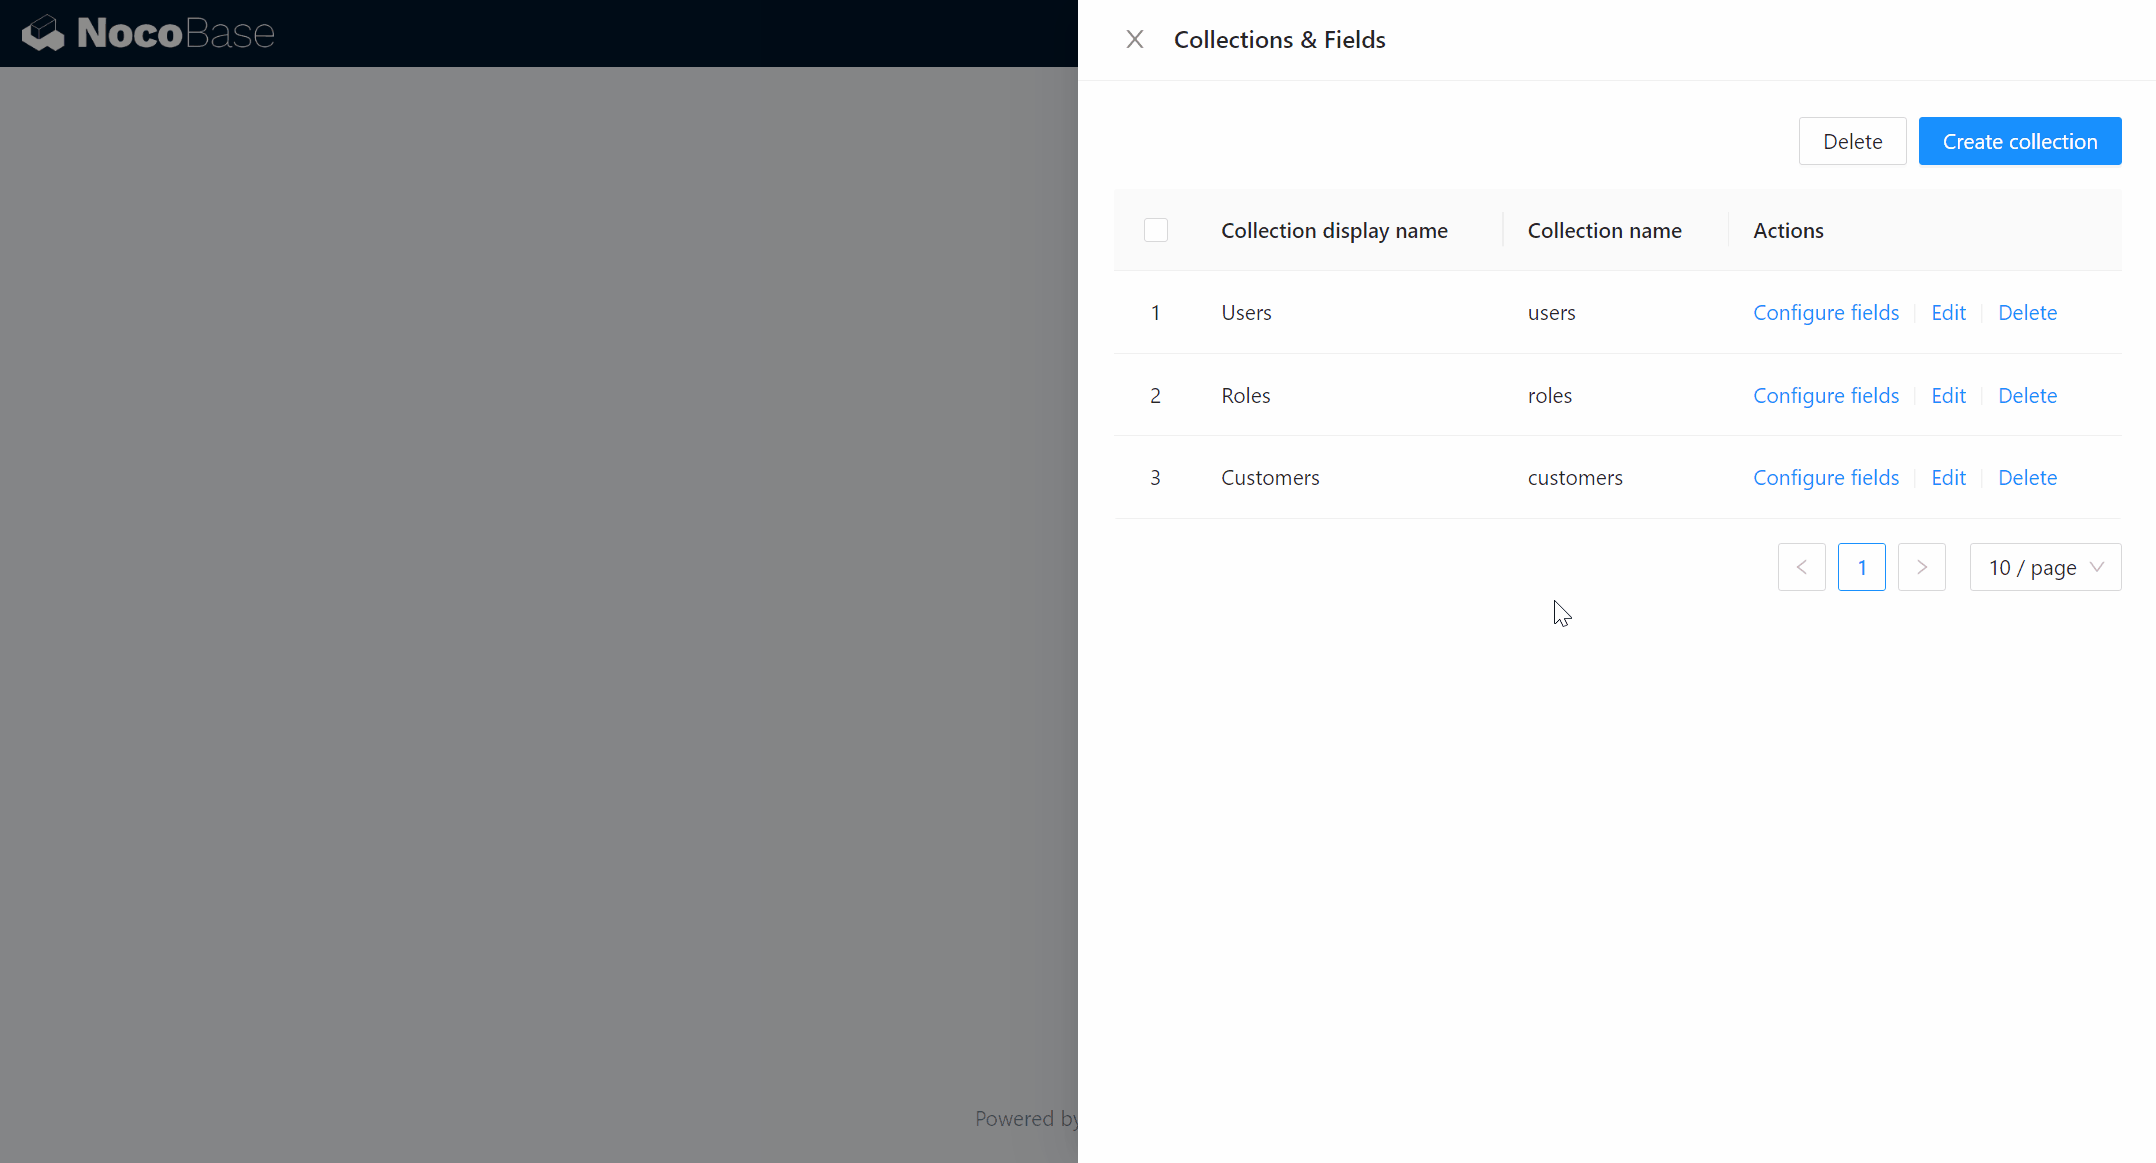 NocoBase
Collections & Fields
Delete
Create collection
Collection display name
Collection name
Actions
1
Users
users
Configure fields
Edit
Delete
2
Roles
roles
Configure fields
Edit
Delete
3
Customers
customers
Configure fields
Edit
Delete
1
10 / page
Powered by